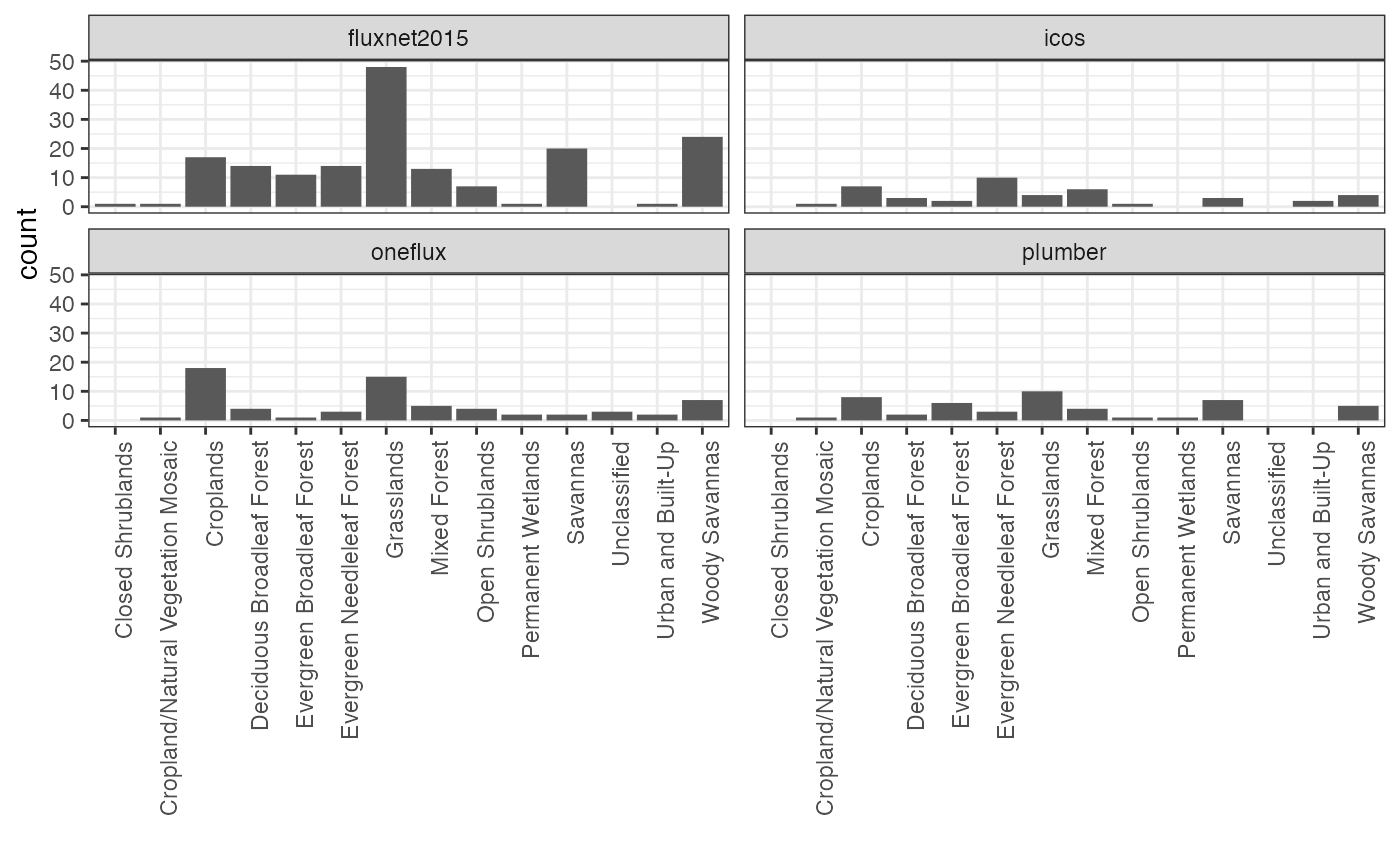 fluxnet2015
icos
50
40
30
20
10
0
count
oneflux
plumber
50
40
30
20
10
0
Closed Shrublands
Cropland/Natural Vegetation Mosaic
Croplands
Deciduous Broadleaf Forest
Evergreen Broadleaf Forest
Evergreen Needleleaf Forest
Grasslands
Mixed Forest
Open Shrublands
Permanent Wetlands
Savannas
Unclassified
Urban and Built-Up
Woody Savannas
Closed Shrublands
Cropland/Natural Vegetation Mosaic
Croplands
Deciduous Broadleaf Forest
Evergreen Broadleaf Forest
Evergreen Needleleaf Forest
Grasslands
Mixed Forest
Open Shrublands
Permanent Wetlands
Savannas
Unclassified
Urban and Built-Up
Woody Savannas